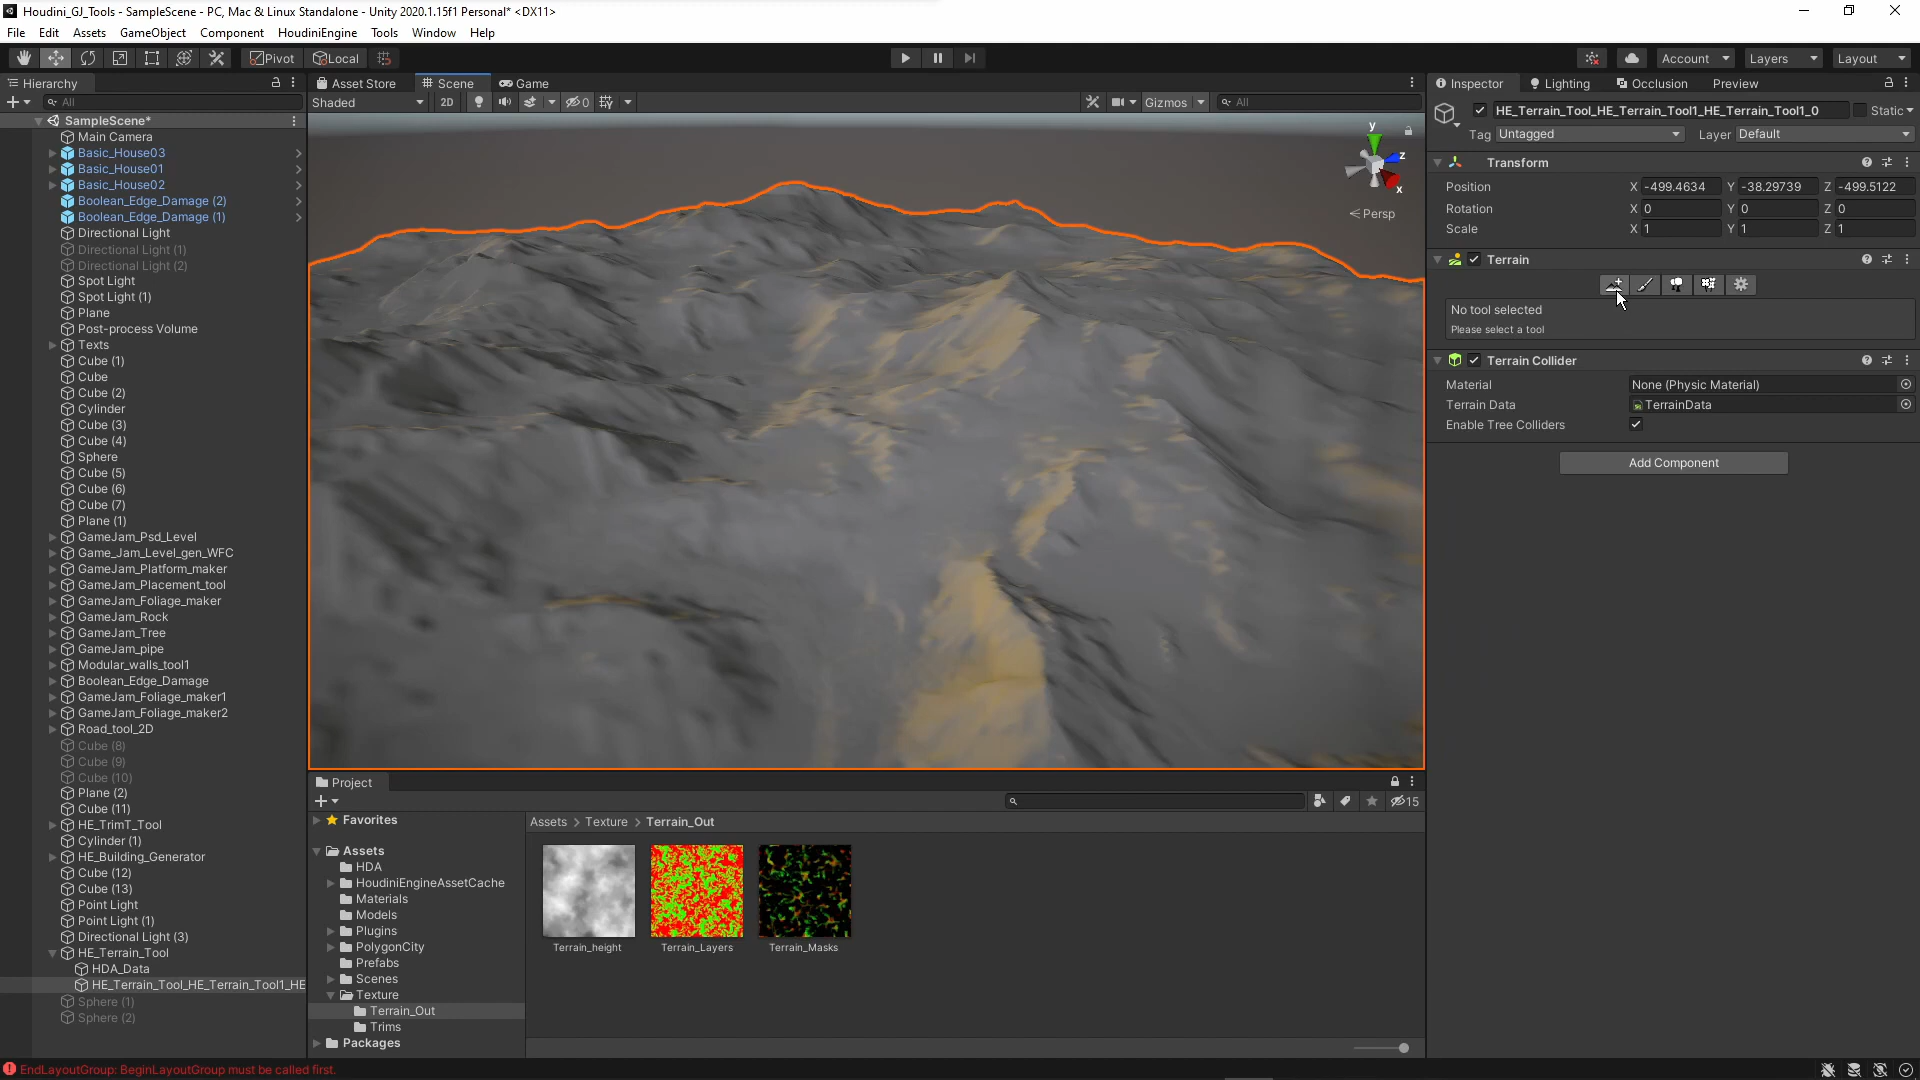 Houdini_GJ_Tools - SampleScene - PC, Mac & Linux Standalone - Unity 2020.1.15f1 Personal* <DX11>
File Edit Assets GameObject Component HoudiniEngine Tools Window Help
Pivot Local Account Layers Layout
Hierarchy
All
SampleScene*
Main Camera
Basic_House03
Basic_House01
Basic_House02
Boolean_Edge_Damage (2)
Boolean_Edge_Damage (1)
Directional Light
Directional Light (1)
Directional Light (2)
Spot Light
Spot Light (1)
Plane
Post-process Volume
Texts
Cube (1)
Cube
Cube (2)
Cylinder
Cube (3)
Cube (4)
Sphere
Cube (5)
Cube (6)
Cube (7)
Plane (1)
GameJam_Psd_Level
Game_Jam_Level_gen_WFC
GameJam_Platform_maker
GameJam_Placement_tool
GameJam_Foliage_maker
GameJam_Rock
GameJam_Tree
GameJam_pipe
Modular_walls_tool1
Boolean_Edge_Damage
GameJam_Foliage_maker1
GameJam_Foliage_maker2
Road_tool_2D
Cube (8)
Cube (9)
Cube (10)
Plane (2)
Cube (11)
HE_TrimT_Tool
Cylinder (1)
HE_Building_Generator
Cube (12)
Cube (13)
Point Light
Point Light (1)
Directional Light (3)
HE_Terrain_Tool
HDA_Data
HE_Terrain_Tool_HE_Terrain_Tool1_HE
Sphere (1)
Sphere (2)
Asset Store Scene Game
Shaded 2D 0 Gizmos All
y
z
x
Persp
Project
15
Favorites
Assets
HDA
HoudiniEngineAssetCache
Materials
Models
Plugins
PolygonCity
Prefabs
Scenes
Texture
Terrain_Out
Trims
Packages
Assets > Texture > Terrain_Out
Terrain_height Terrain_Layers Terrain_Masks
Inspector Lighting Occlusion Preview
HE_Terrain_Tool_HE_Terrain_Tool1_HE_Terrain_Tool1_0 Static
Tag Untagged Layer Default
Transform
Position X -499.4634 Y -38.29739 Z -499.5122
Rotation X 0 Y 0 Z 0
Scale X 1 Y 1 Z 1
Terrain
No tool selected
Please select a tool
Terrain Collider
Material None (Physic Material)
Terrain Data TerrainData
Enable Tree Colliders
Add Component
EndLayoutGroup: BeginLayoutGroup must be called first.